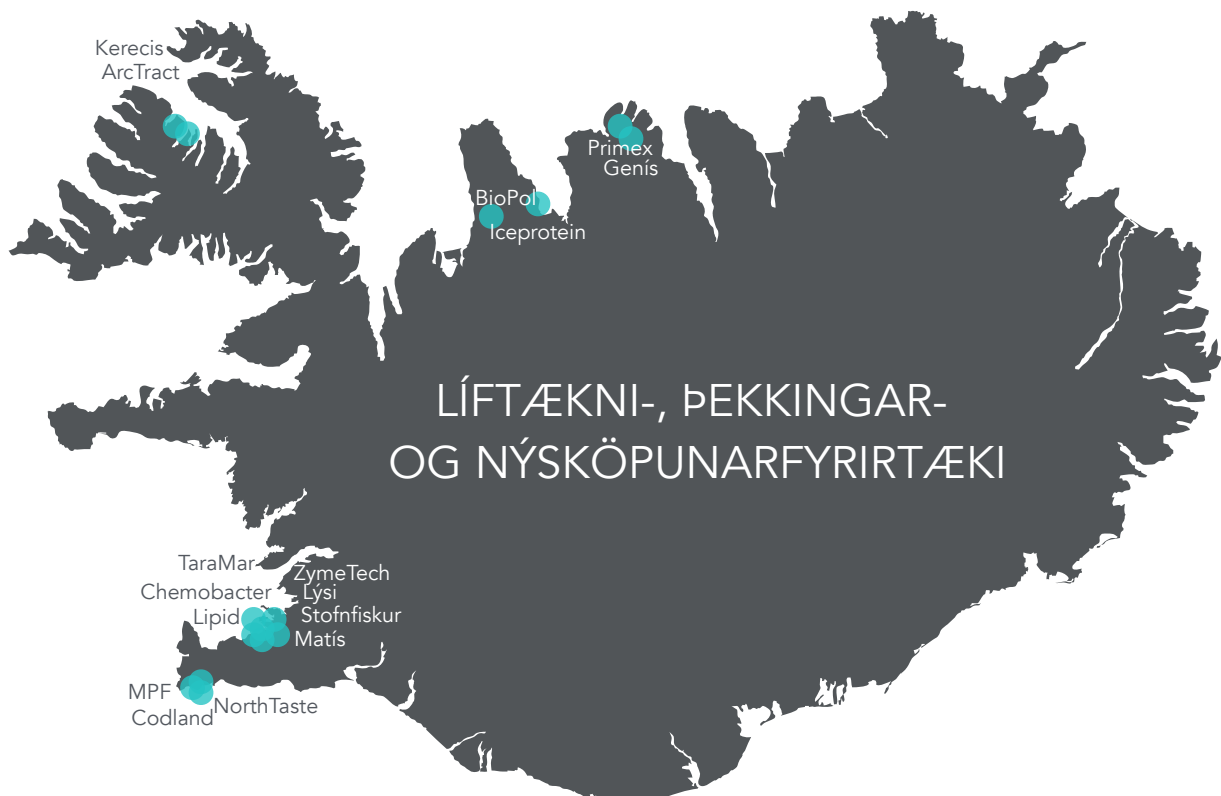 Kerecis
ArcTract
Primex
Genís
BioPol
Iceprotein
LÍFTÆKNI-, ÞEKKINGAR-
OG NÝSKÖPUNARFYRIRTÆKI
TaraMar
Chemobacter
Lipid
ZymeTech
Lýsi
Stofnfiskur
Matís
MPF
Codland
NorthTaste